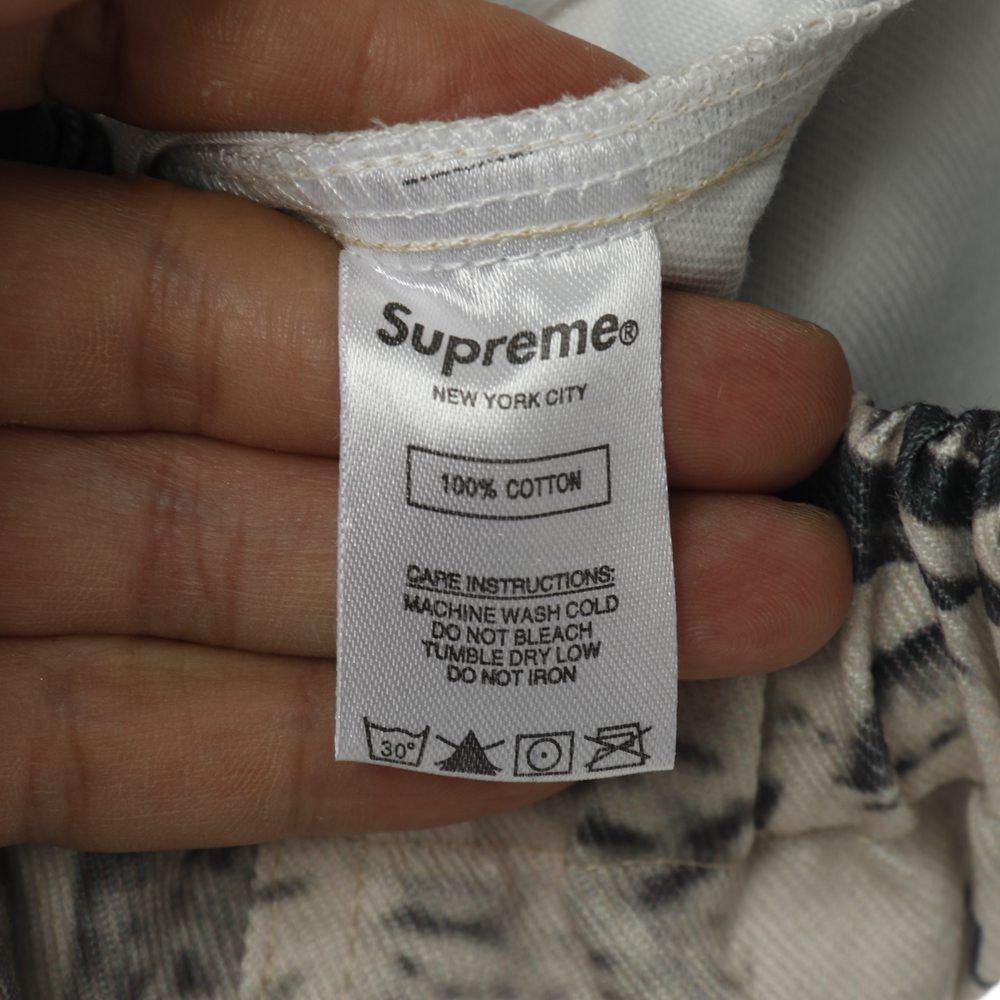 Supreme®
NEW YORK CITY
100% COTTON
CARE INSTRUCTIONS:
MACHINE WASH COLD
DO NOT BLEACH
TUMBLE DRY LOW
DO NOT IRON
30°